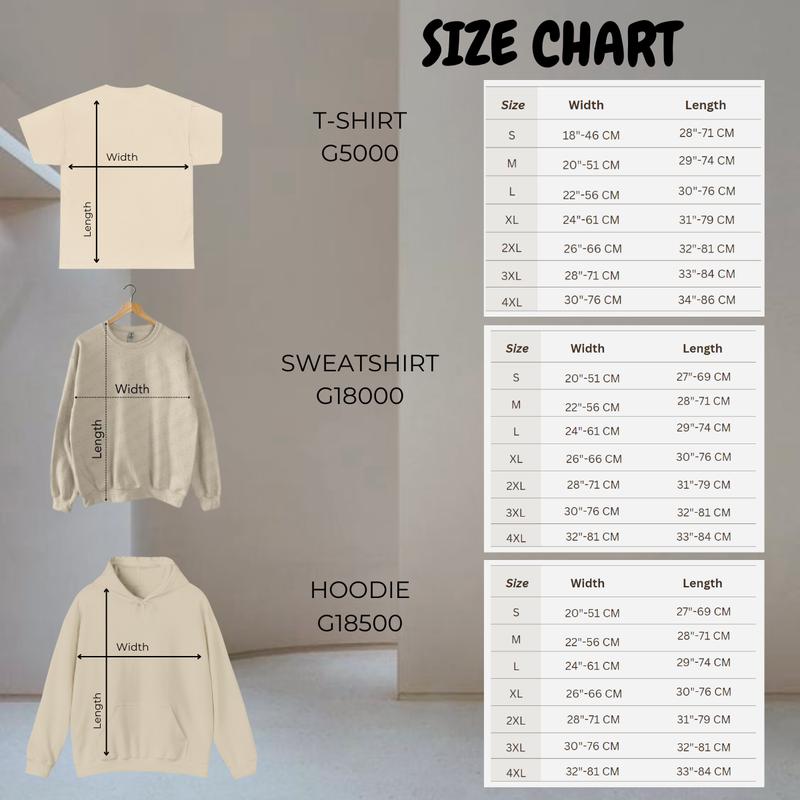 SIZE CHART
T-SHIRT
G5000
Width
Length
Size Width Length
S 18"-46 CM 28"-71 CM
M 20"-51 CM 29"-74 CM
L 22"-56 CM 30"-76 CM
XL 24"-61 CM 31"-79 CM
2XL 26"-66 CM 32"-81 CM
3XL 28"-71 CM 33"-84 CM
4XL 30"-76 CM 34"-86 CM
SWEATSHIRT
G18000
Width
Length
Size Width Length
S 20"-51 CM 27"-69 CM
M 22"-56 CM 28"-71 CM
L 24"-61 CM 29"-74 CM
XL 26"-66 CM 30"-76 CM
2XL 28"-71 CM 31"-79 CM
3XL 30"-76 CM 32"-81 CM
4XL 32"-81 CM 33"-84 CM
HOODIE
G18500
Width
Length
Size Width Length
S 20"-51 CM 27"-69 CM
M 22"-56 CM 28"-71 CM
L 24"-61 CM 29"-74 CM
XL 26"-66 CM 30"-76 CM
2XL 28"-71 CM 31"-79 CM
3XL 30"-76 CM 32"-81 CM
4XL 32"-81 CM 33"-84 CM